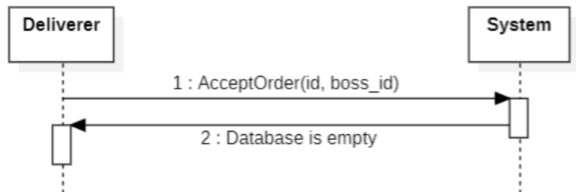 Deliverer
System
1 : AcceptOrder(id, boss_id)
2 : Database is empty